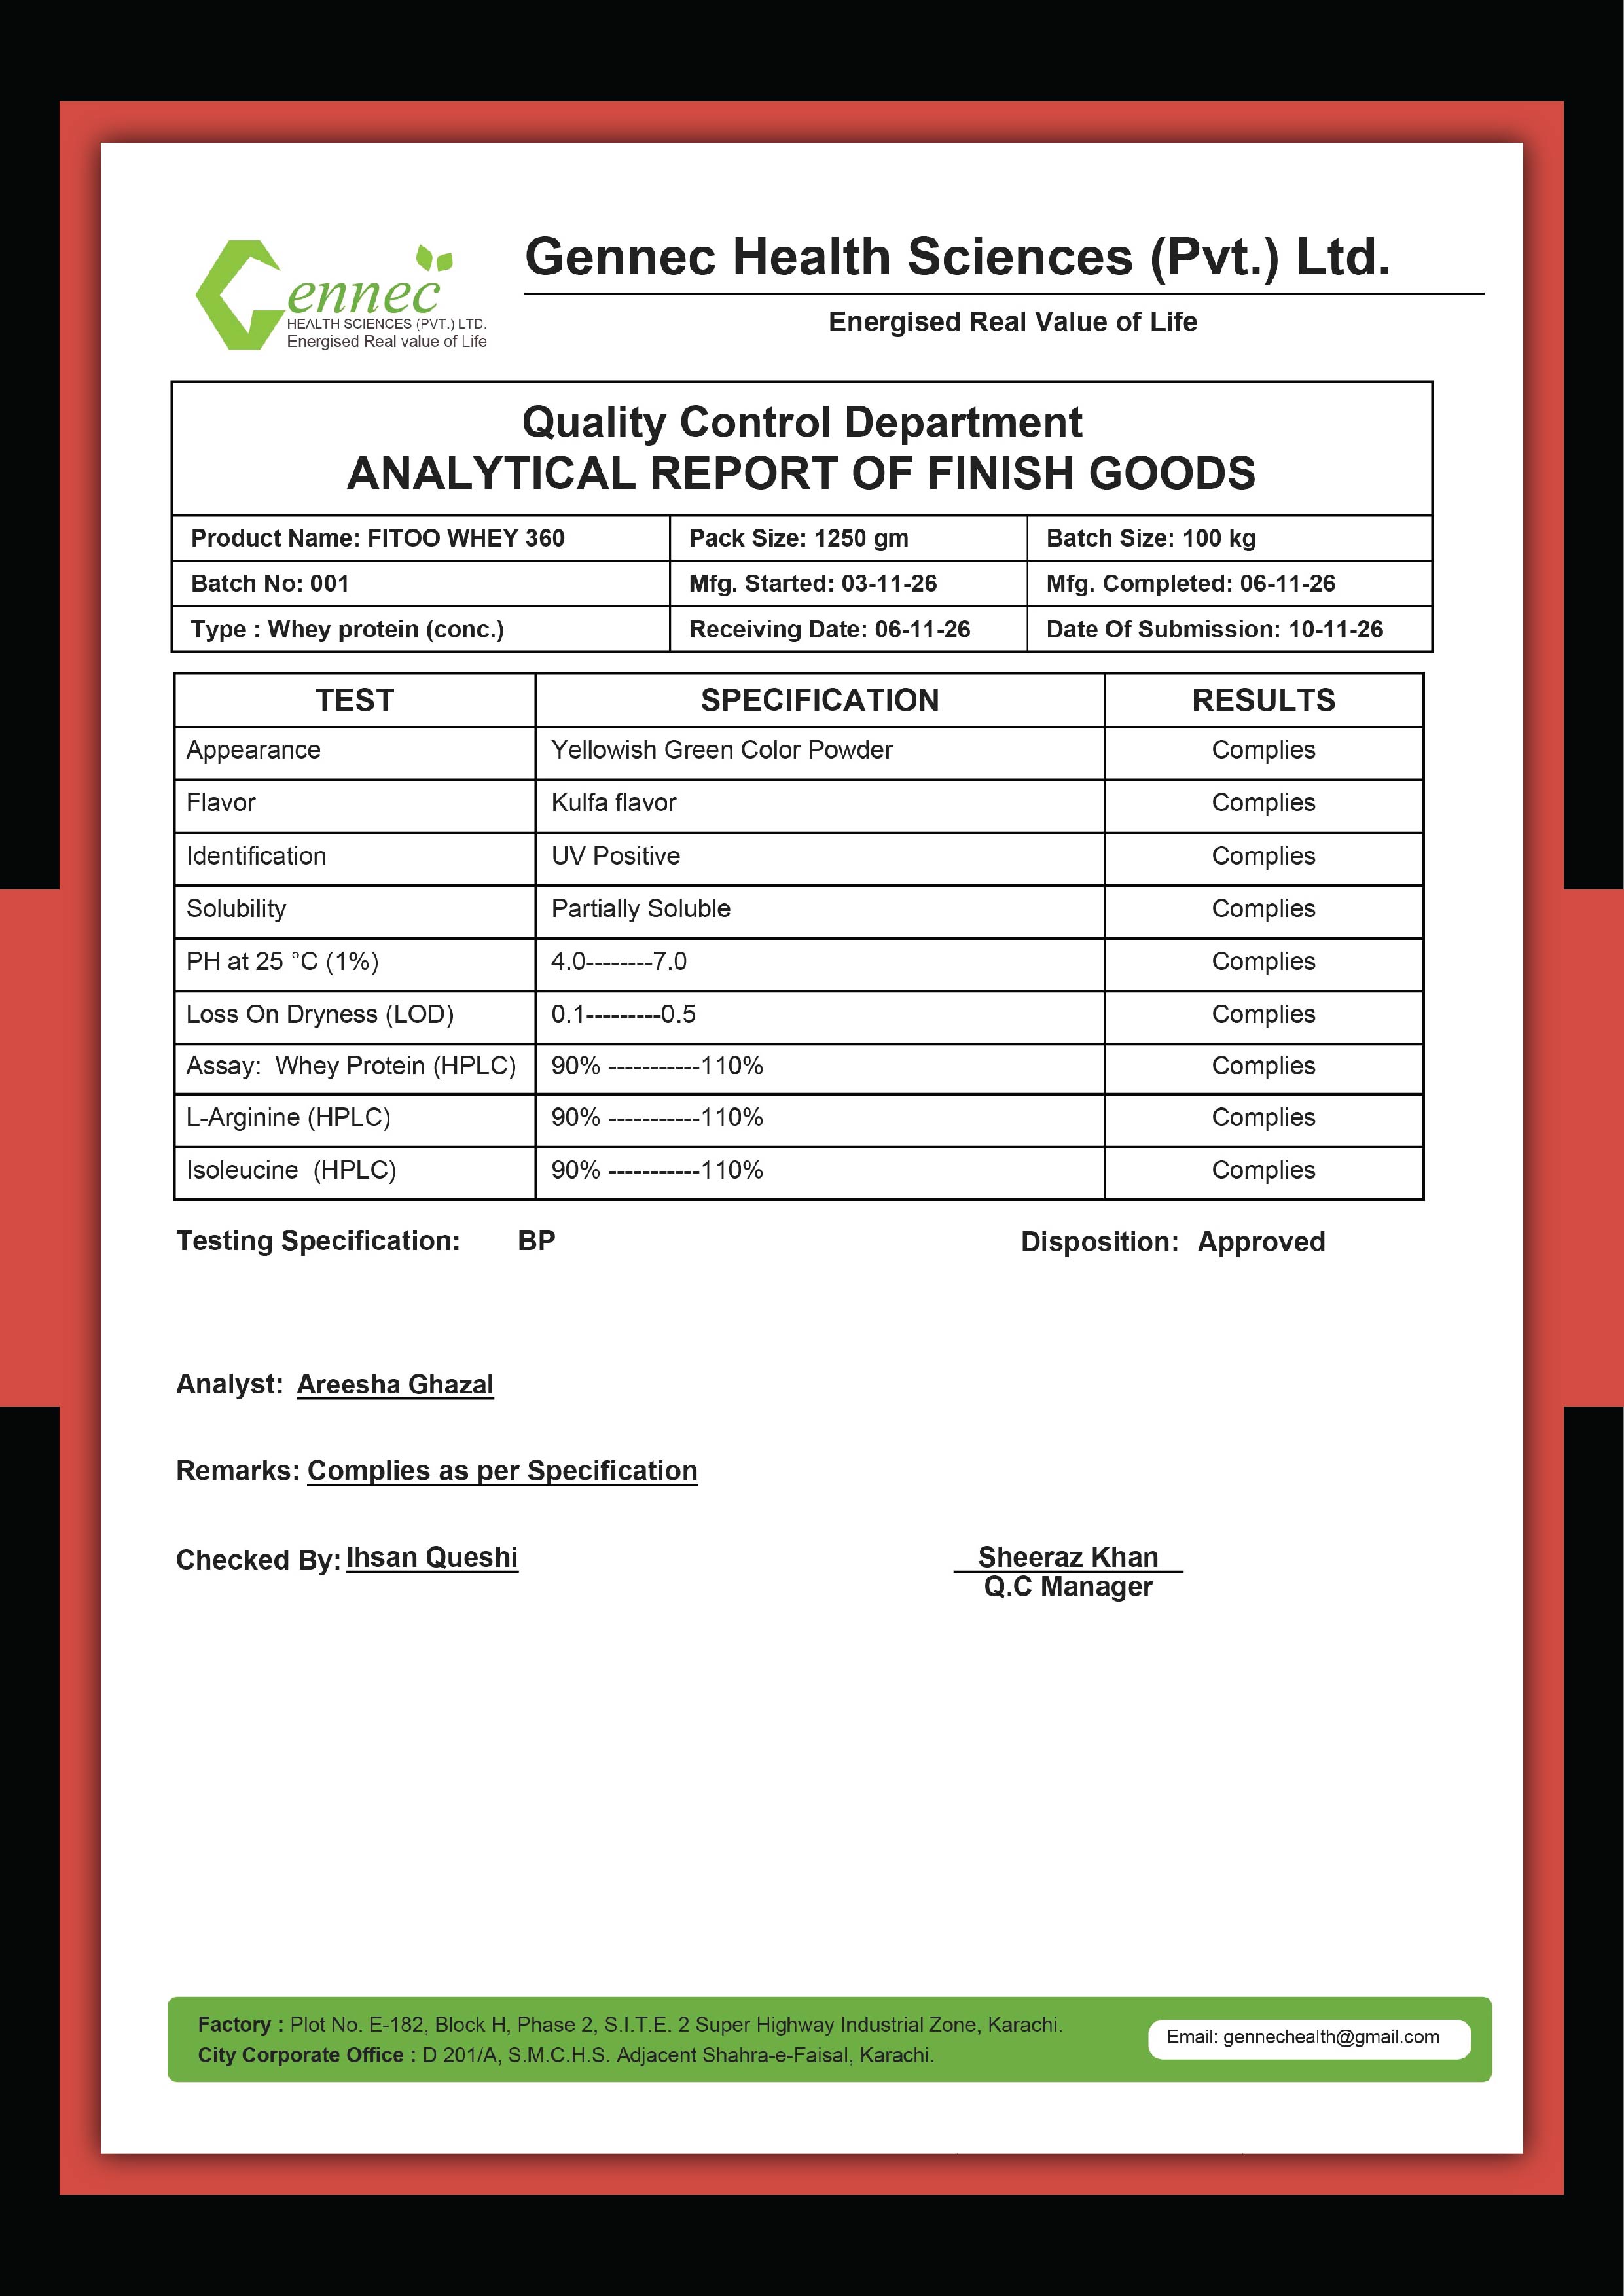 Gennec
HEALTH SCIENCES (PVT.) LTD.
Energised Real value of Life
Gennec Health Sciences (Pvt.) Ltd.
Energised Real Value of Life
Quality Control Department
ANALYTICAL REPORT OF FINISH GOODS
Product Name: FITOO WHEY 360 Pack Size: 1250 gm Batch Size: 100 kg
Batch No: 001 Mfg. Started: 03-11-26 Mfg. Completed: 06-11-26
Type : Whey protein (conc.) Receiving Date: 06-11-26 Date Of Submission: 10-11-26
TEST SPECIFICATION RESULTS
Appearance Yellowish Green Color Powder Complies
Flavor Kulfa flavor Complies
Identification UV Positive Complies
Solubility Partially Soluble Complies
PH at 25 °C (1%) 4.0--------7.0 Complies
Loss On Dryness (LOD) 0.1---------0.5 Complies
Assay: Whey Protein (HPLC) 90% -----------110% Complies
L-Arginine (HPLC) 90% -----------110% Complies
Isoleucine (HPLC) 90% -----------110% Complies
Testing Specification: BP Disposition: Approved
Analyst: Areesha Ghazal
Remarks: Complies as per Specification
Checked By: Ihsan Queshi Sheeraz Khan
Q.C Manager
Factory : Plot No. E-182, Block H, Phase 2, S.I.T.E. 2 Super Highway Industrial Zone, Karachi.
City Corporate Office : D 201/A, S.M.C.H.S. Adjacent Shahra-e-Faisal, Karachi.
Email: gennechealth@gmail.com